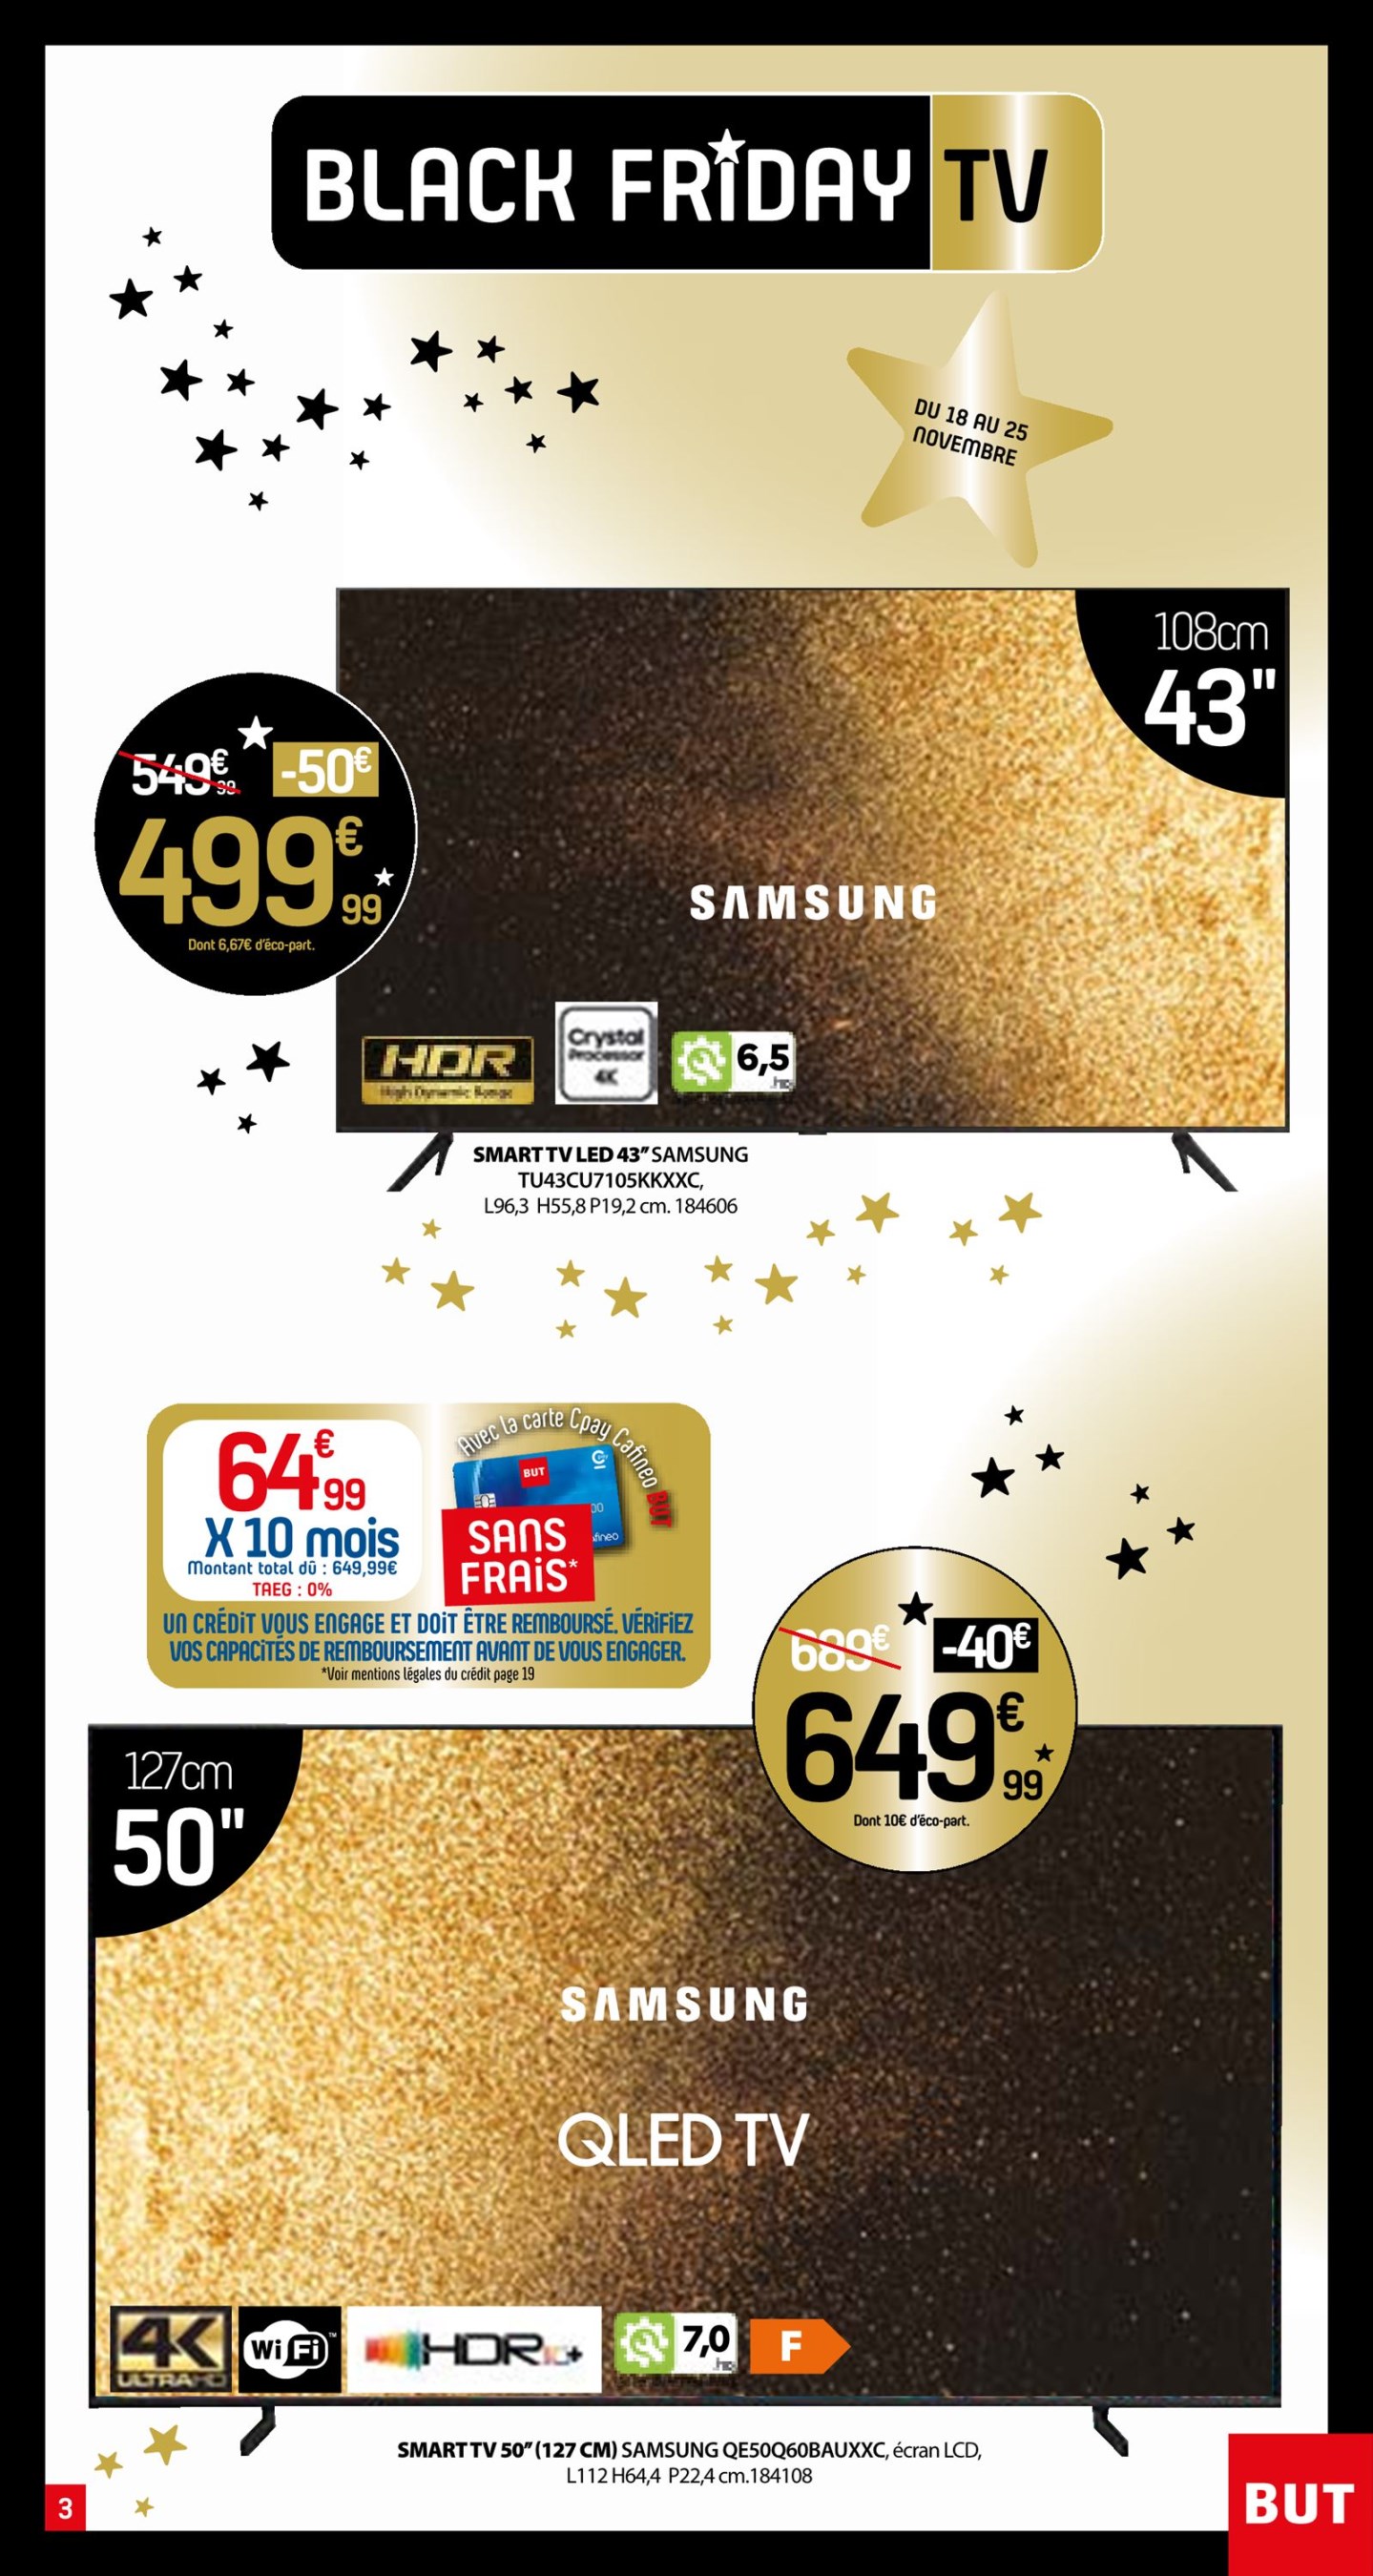 BLACK FRiDAY TV
DU 18 AU 25
NOVEMBRE
108cm
43"
549€99 -50€
499€99
Dont 6,67€ d'éco-part.
SAMSUNG
HDR
High Dynamic Range
Crystal
Processor
4K
6,5
SMART TV LED 43" SAMSUNG
TU43CU7105KKXXC,
L96,3 H55,8 P19,2 cm. 184606
64€99
X 10 mois
Montant total dû : 649,99€
TAEG : 0%
Avec la carte Cpay Cafineo BUT
BUT
SANS
FRAiS*
UN CRÉDiT VOUS ENGAGE ET DOiT ÊTRE REMBOURSÉ. VÉRiFiEZ
VOS CAPACiTÉS DE REMBOURSEMENT AVANT DE VOUS ENGAGER.
*Voir mentions légales du crédit page 19
689€ -40€
649€99
Dont 10€ d'éco-part.
127cm
50"
SAMSUNG
QLED TV
4K
ULTRA HD
Wi Fi
HDR10+
7,0
F
SMART TV 50" (127 CM) SAMSUNG QE50Q60BAUXXC, écran LCD,
L112 H64,4 P22,4 cm.184108
3
BUT